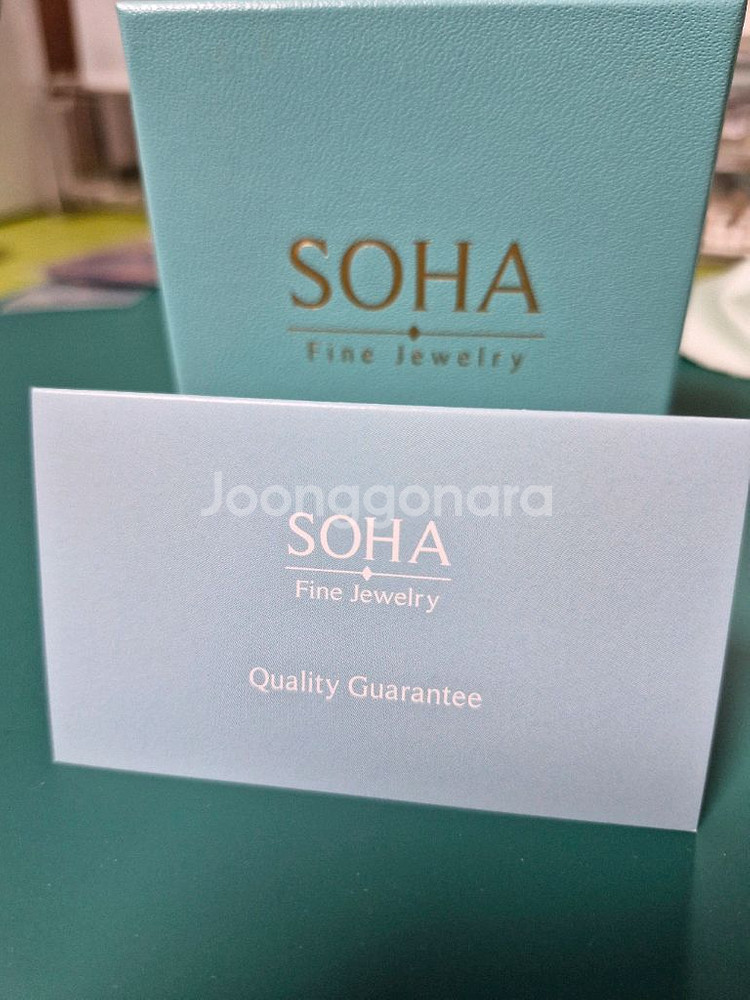 SOHA
Fine Jewelry
Joonggonara
SOHA
Fine Jewelry
Quality Guarantee